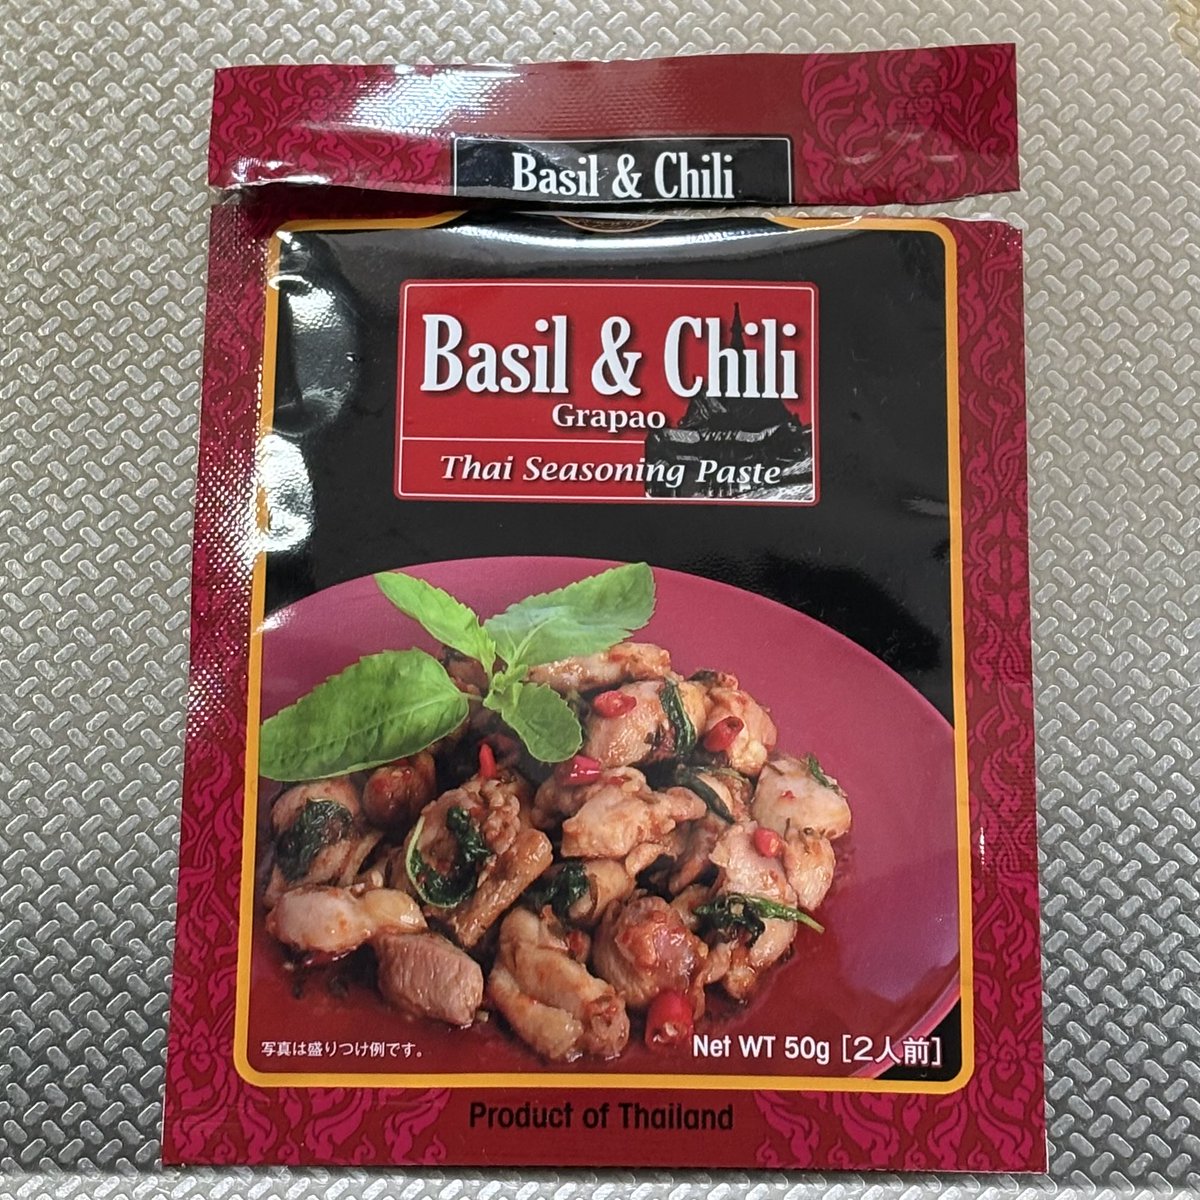 Basil & Chili
Basil & Chili
Grapao
Thai Seasoning Paste
写真は盛りつけ例です。
Net WT 50g [2人前]
Product of Thailand